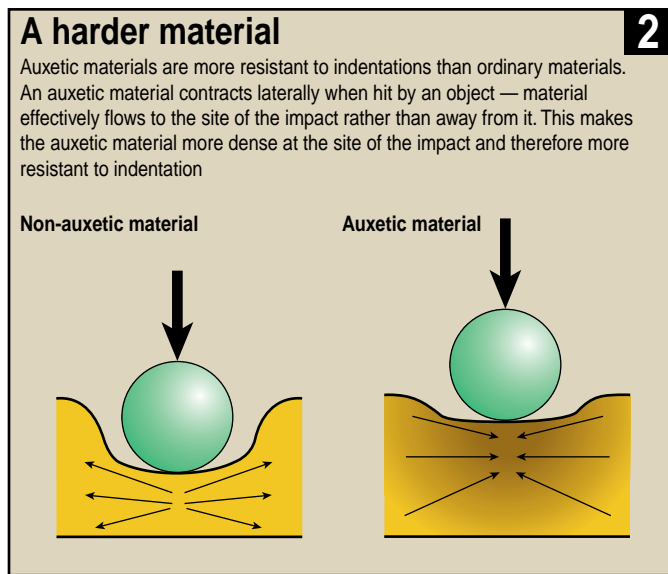 A harder material
2
Auxetic materials are more resistant to indentations than ordinary materials.
An auxetic material contracts laterally when hit by an object — material
effectively flows to the site of the impact rather than away from it. This makes
the auxetic material more dense at the site of the impact and therefore more
resistant to indentation
Non-auxetic material
Auxetic material